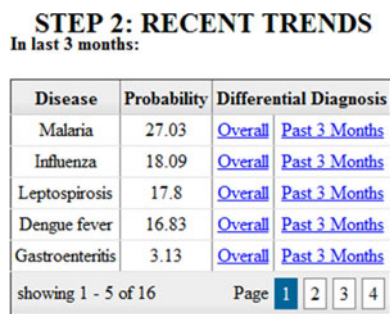 STEP 2: RECENT TRENDS
In last 3 months:
Disease Probability Differential Diagnosis
Malaria 27.03 Overall Past 3 Months
Influenza 18.09 Overall Past 3 Months
Leptospirosis 17.8 Overall Past 3 Months
Dengue fever 16.83 Overall Past 3 Months
Gastroenteritis 3.13 Overall Past 3 Months
showing 1 - 5 of 16 Page 1 2 3 4